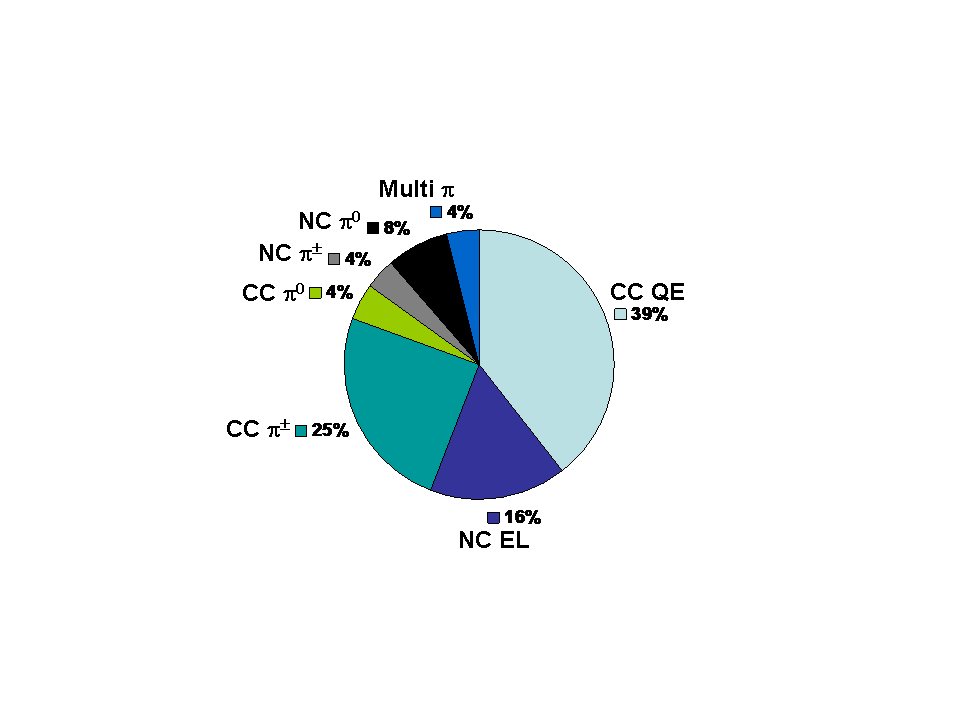 Multi π
4%
NC π⁰
8%
NC π±
4%
CC π⁰
4%
CC QE
39%
CC π±
25%
16%
NC EL